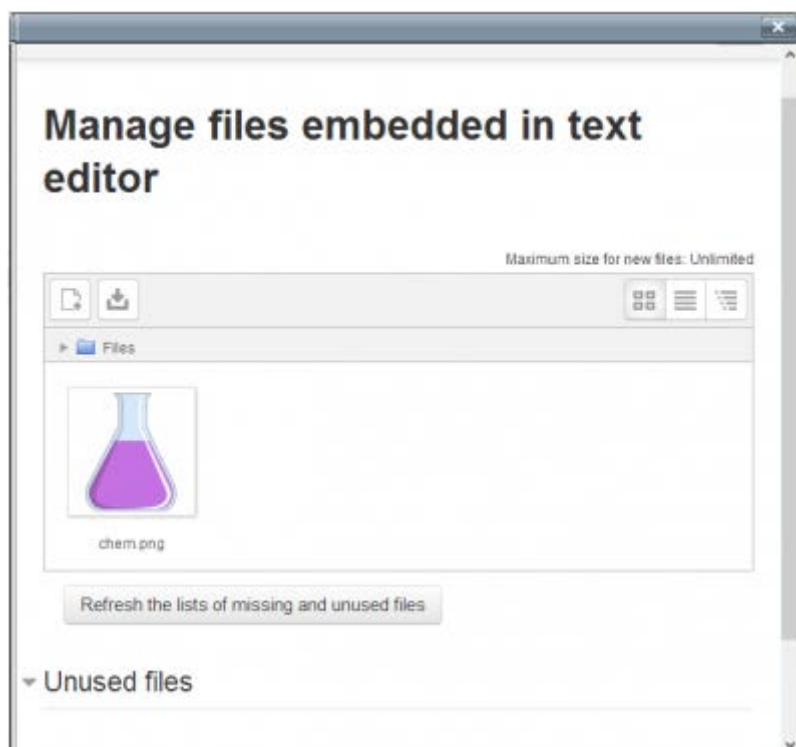 Manage files embedded in text
editor
Maximum size for new files: Unlimited
Files
chem.png
Refresh the lists of missing and unused files
Unused files